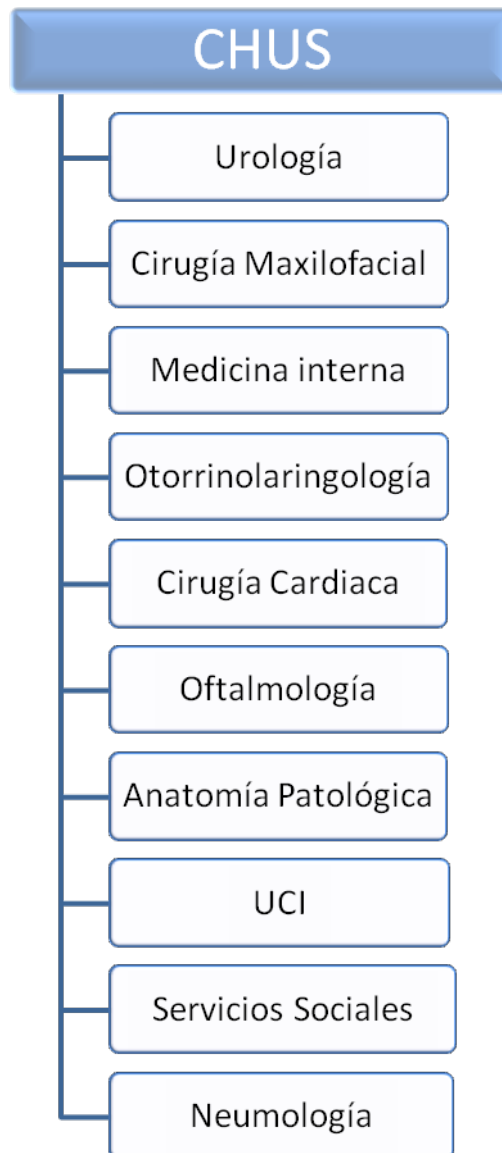 CHUS
Urología
Cirugía Maxilofacial
Medicina interna
Otorrinolaringología
Cirugía Cardiaca
Oftalmología
Anatomía Patológica
UCI
Servicios Sociales
Neumología